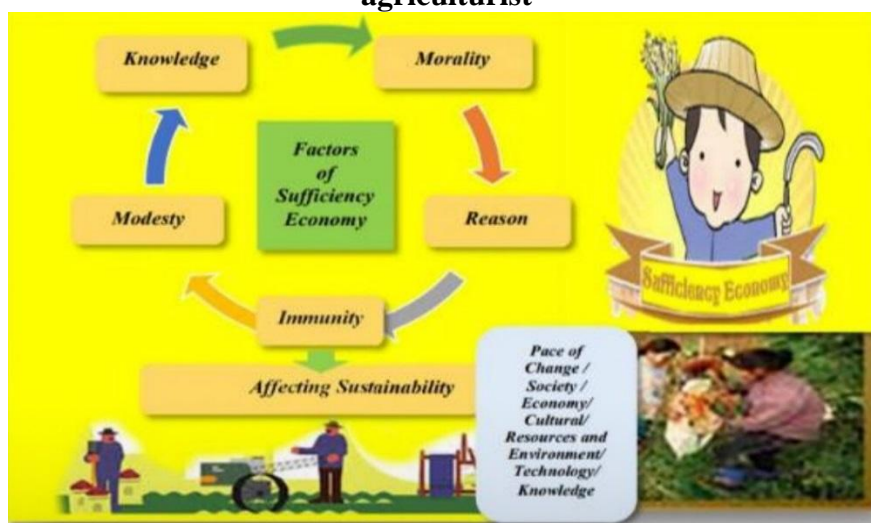 agriculturist
Knowledge
Morality
Factors
of
Sufficiency
Economy
Modesty
Reason
Immunity
Affecting Sustainability
Sufficiency Economy
Pace of
Change /
Society /
Economy/
Cultural/
Resources and
Environment/
Technology/
Knowledge